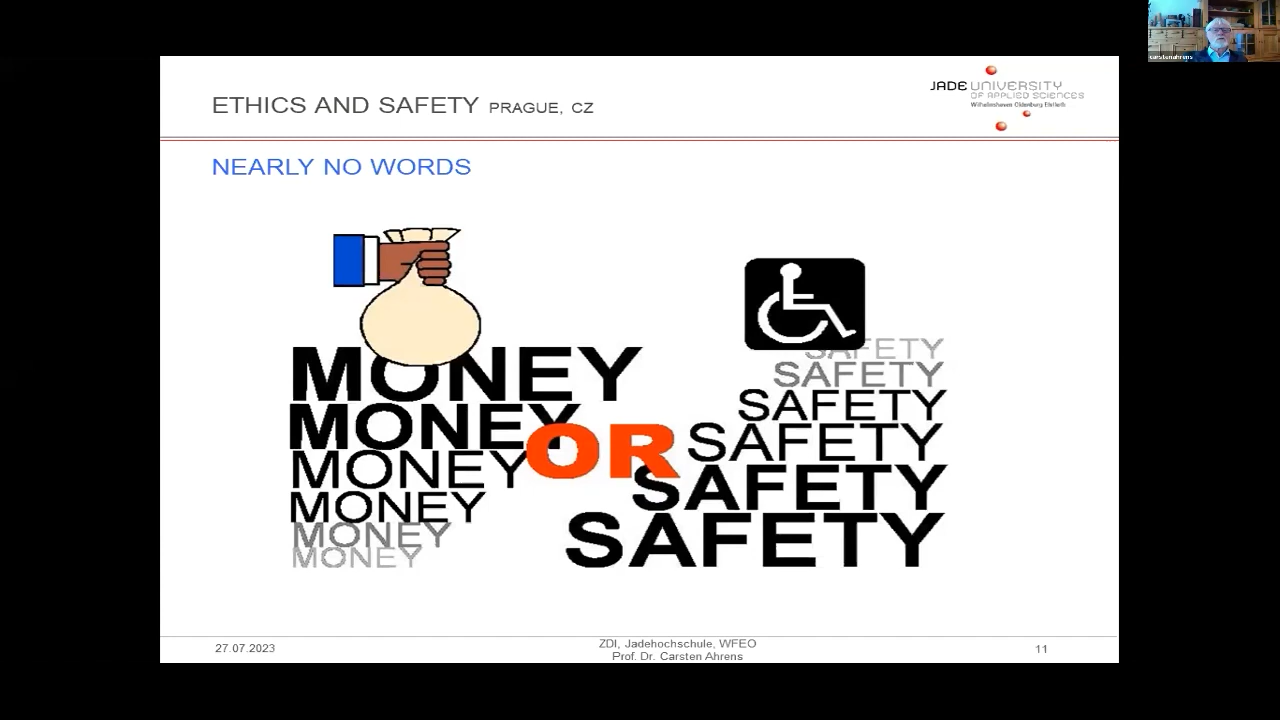 carstenahrens
ETHICS AND SAFETY PRAGUE, CZ
JADE UNIVERSITY
OF APPLIED SCIENCES
Wilhelmshaven Oldenburg Elsfleth
NEARLY NO WORDS
MONEY
MONEY
MONEY
MONEY
MONEY
MONEY
OR
SAFETY
SAFETY
SAFETY
SAFETY
SAFETY
SAFETY
27.07.2023
ZDI, Jadehochschule, WFEO
Prof. Dr. Carsten Ahrens
11